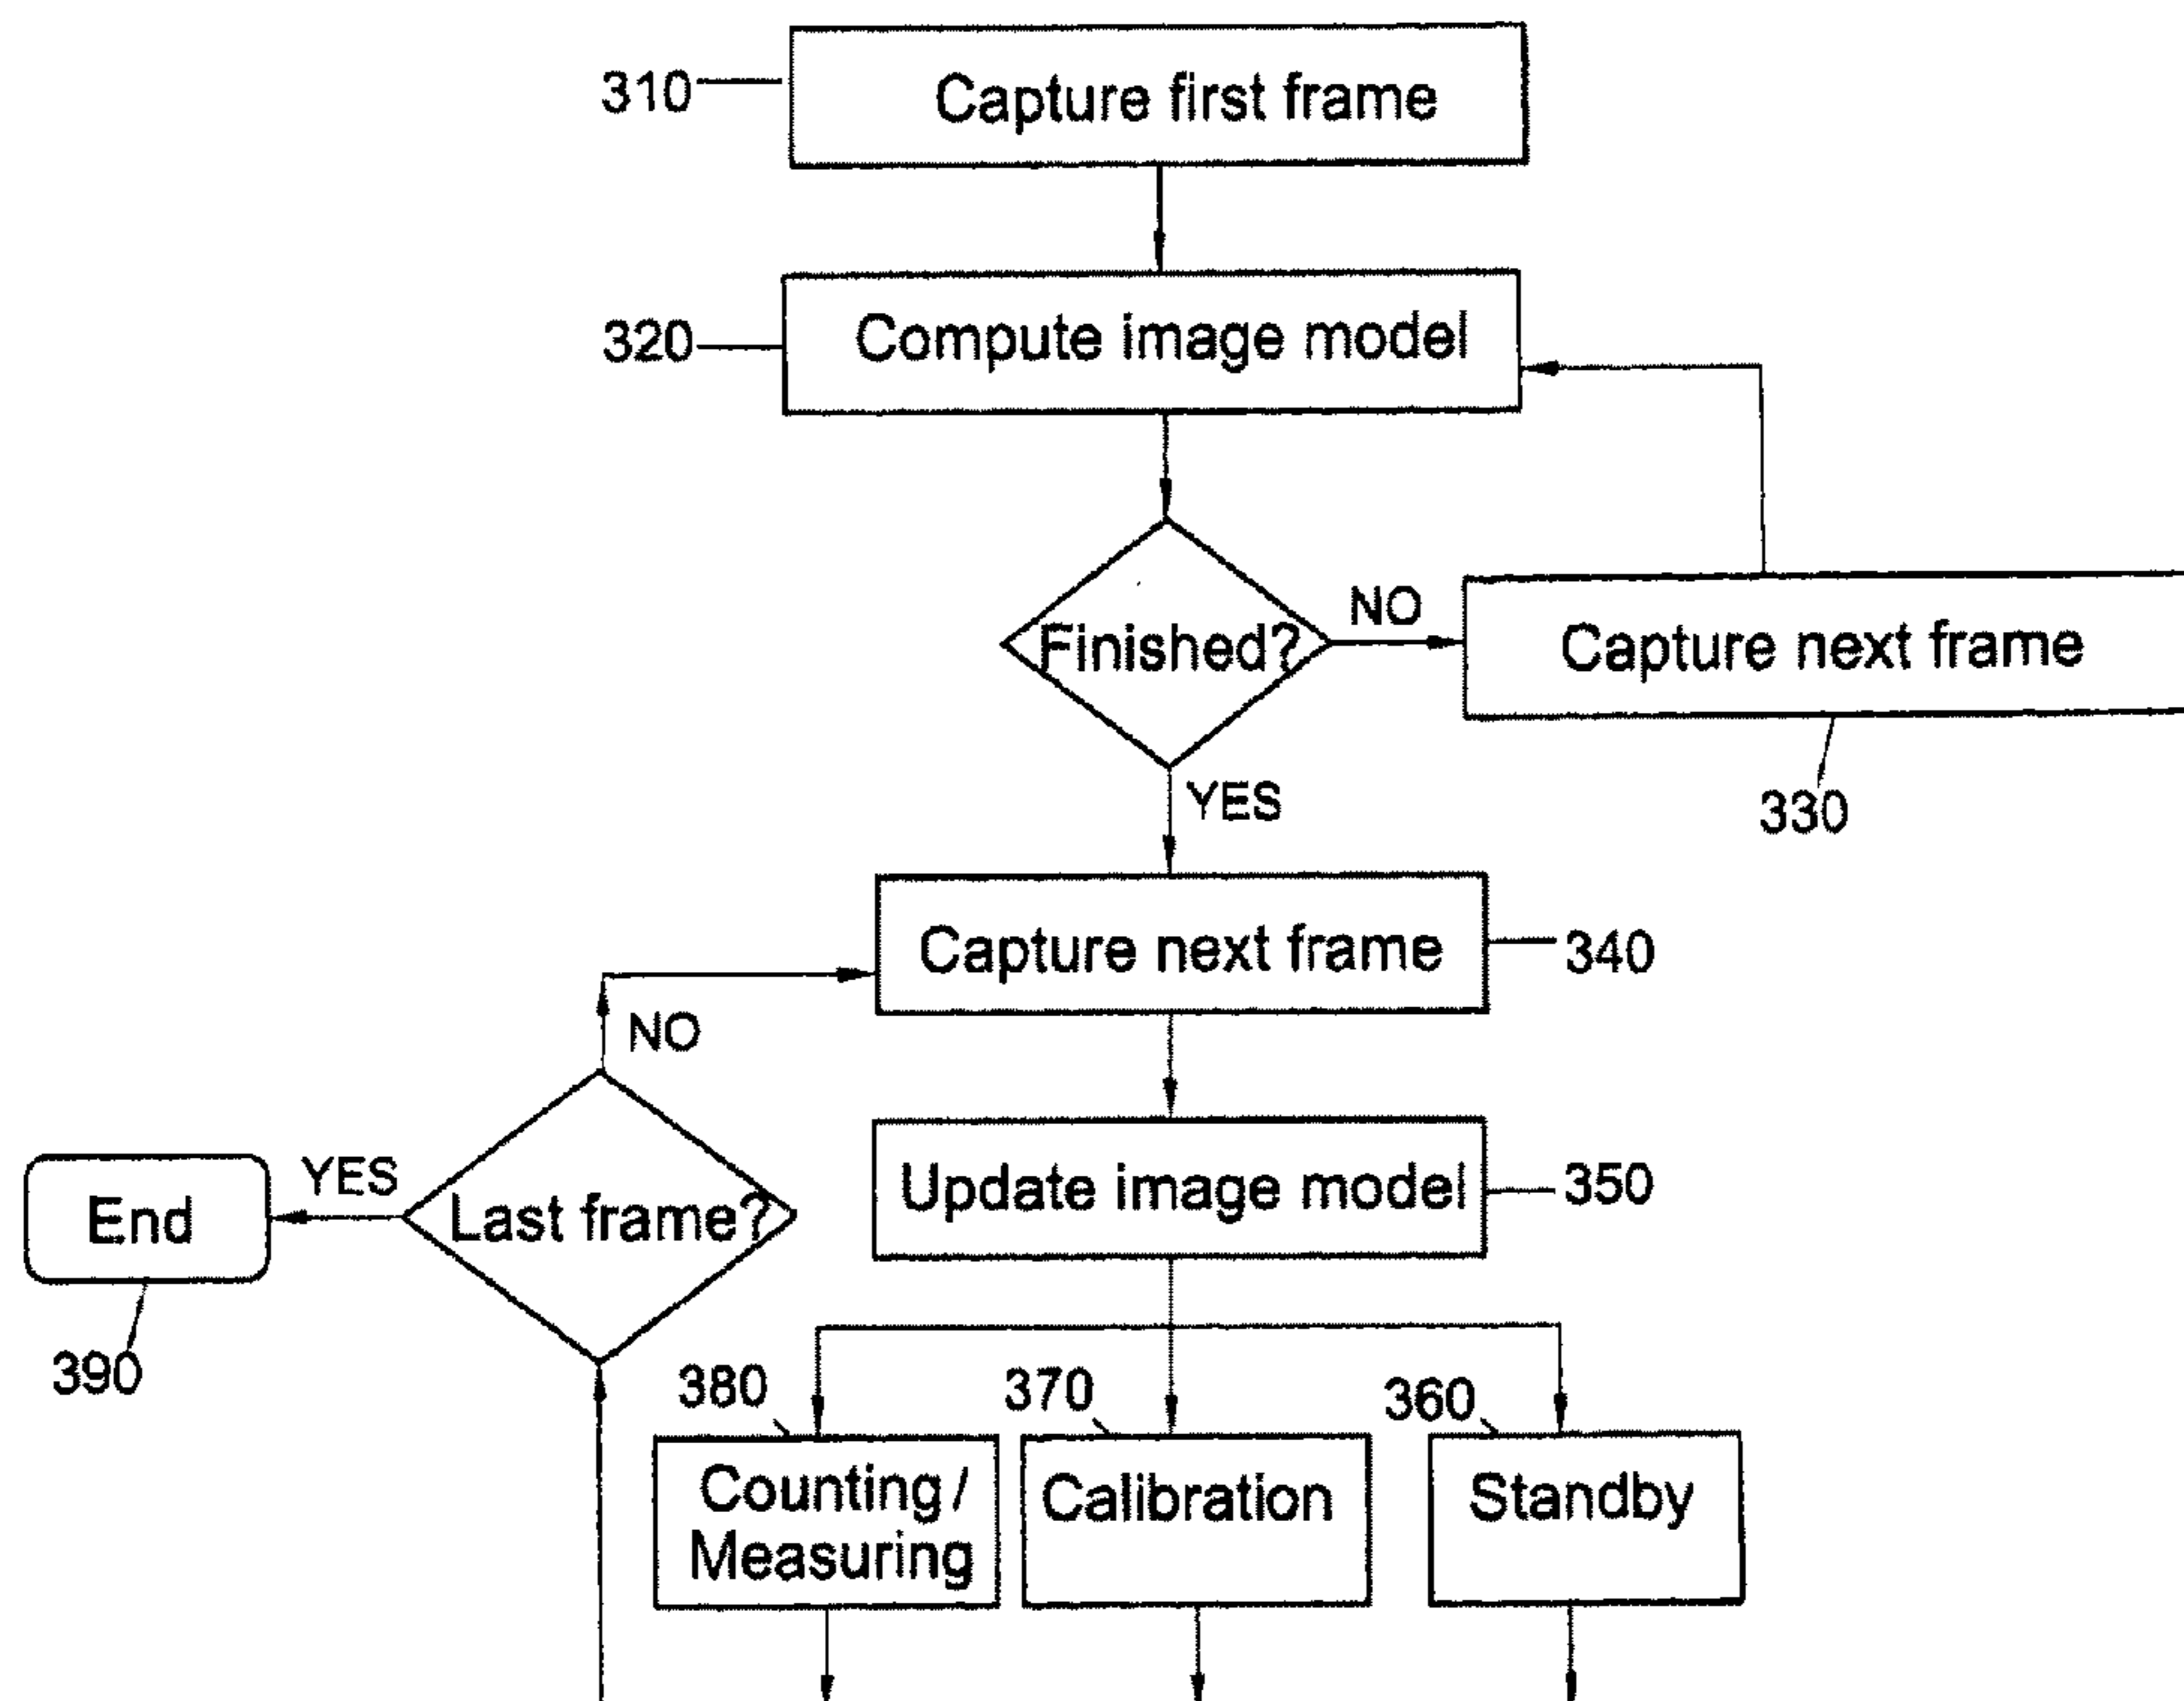 310
Capture first frame
320
Compute image model
Finished?
NO
Capture next frame
330
YES
Capture next frame
340
NO
Update image model
350
End
YES
Last frame?
390
380
370
360
Counting /
Measuring
Calibration
Standby